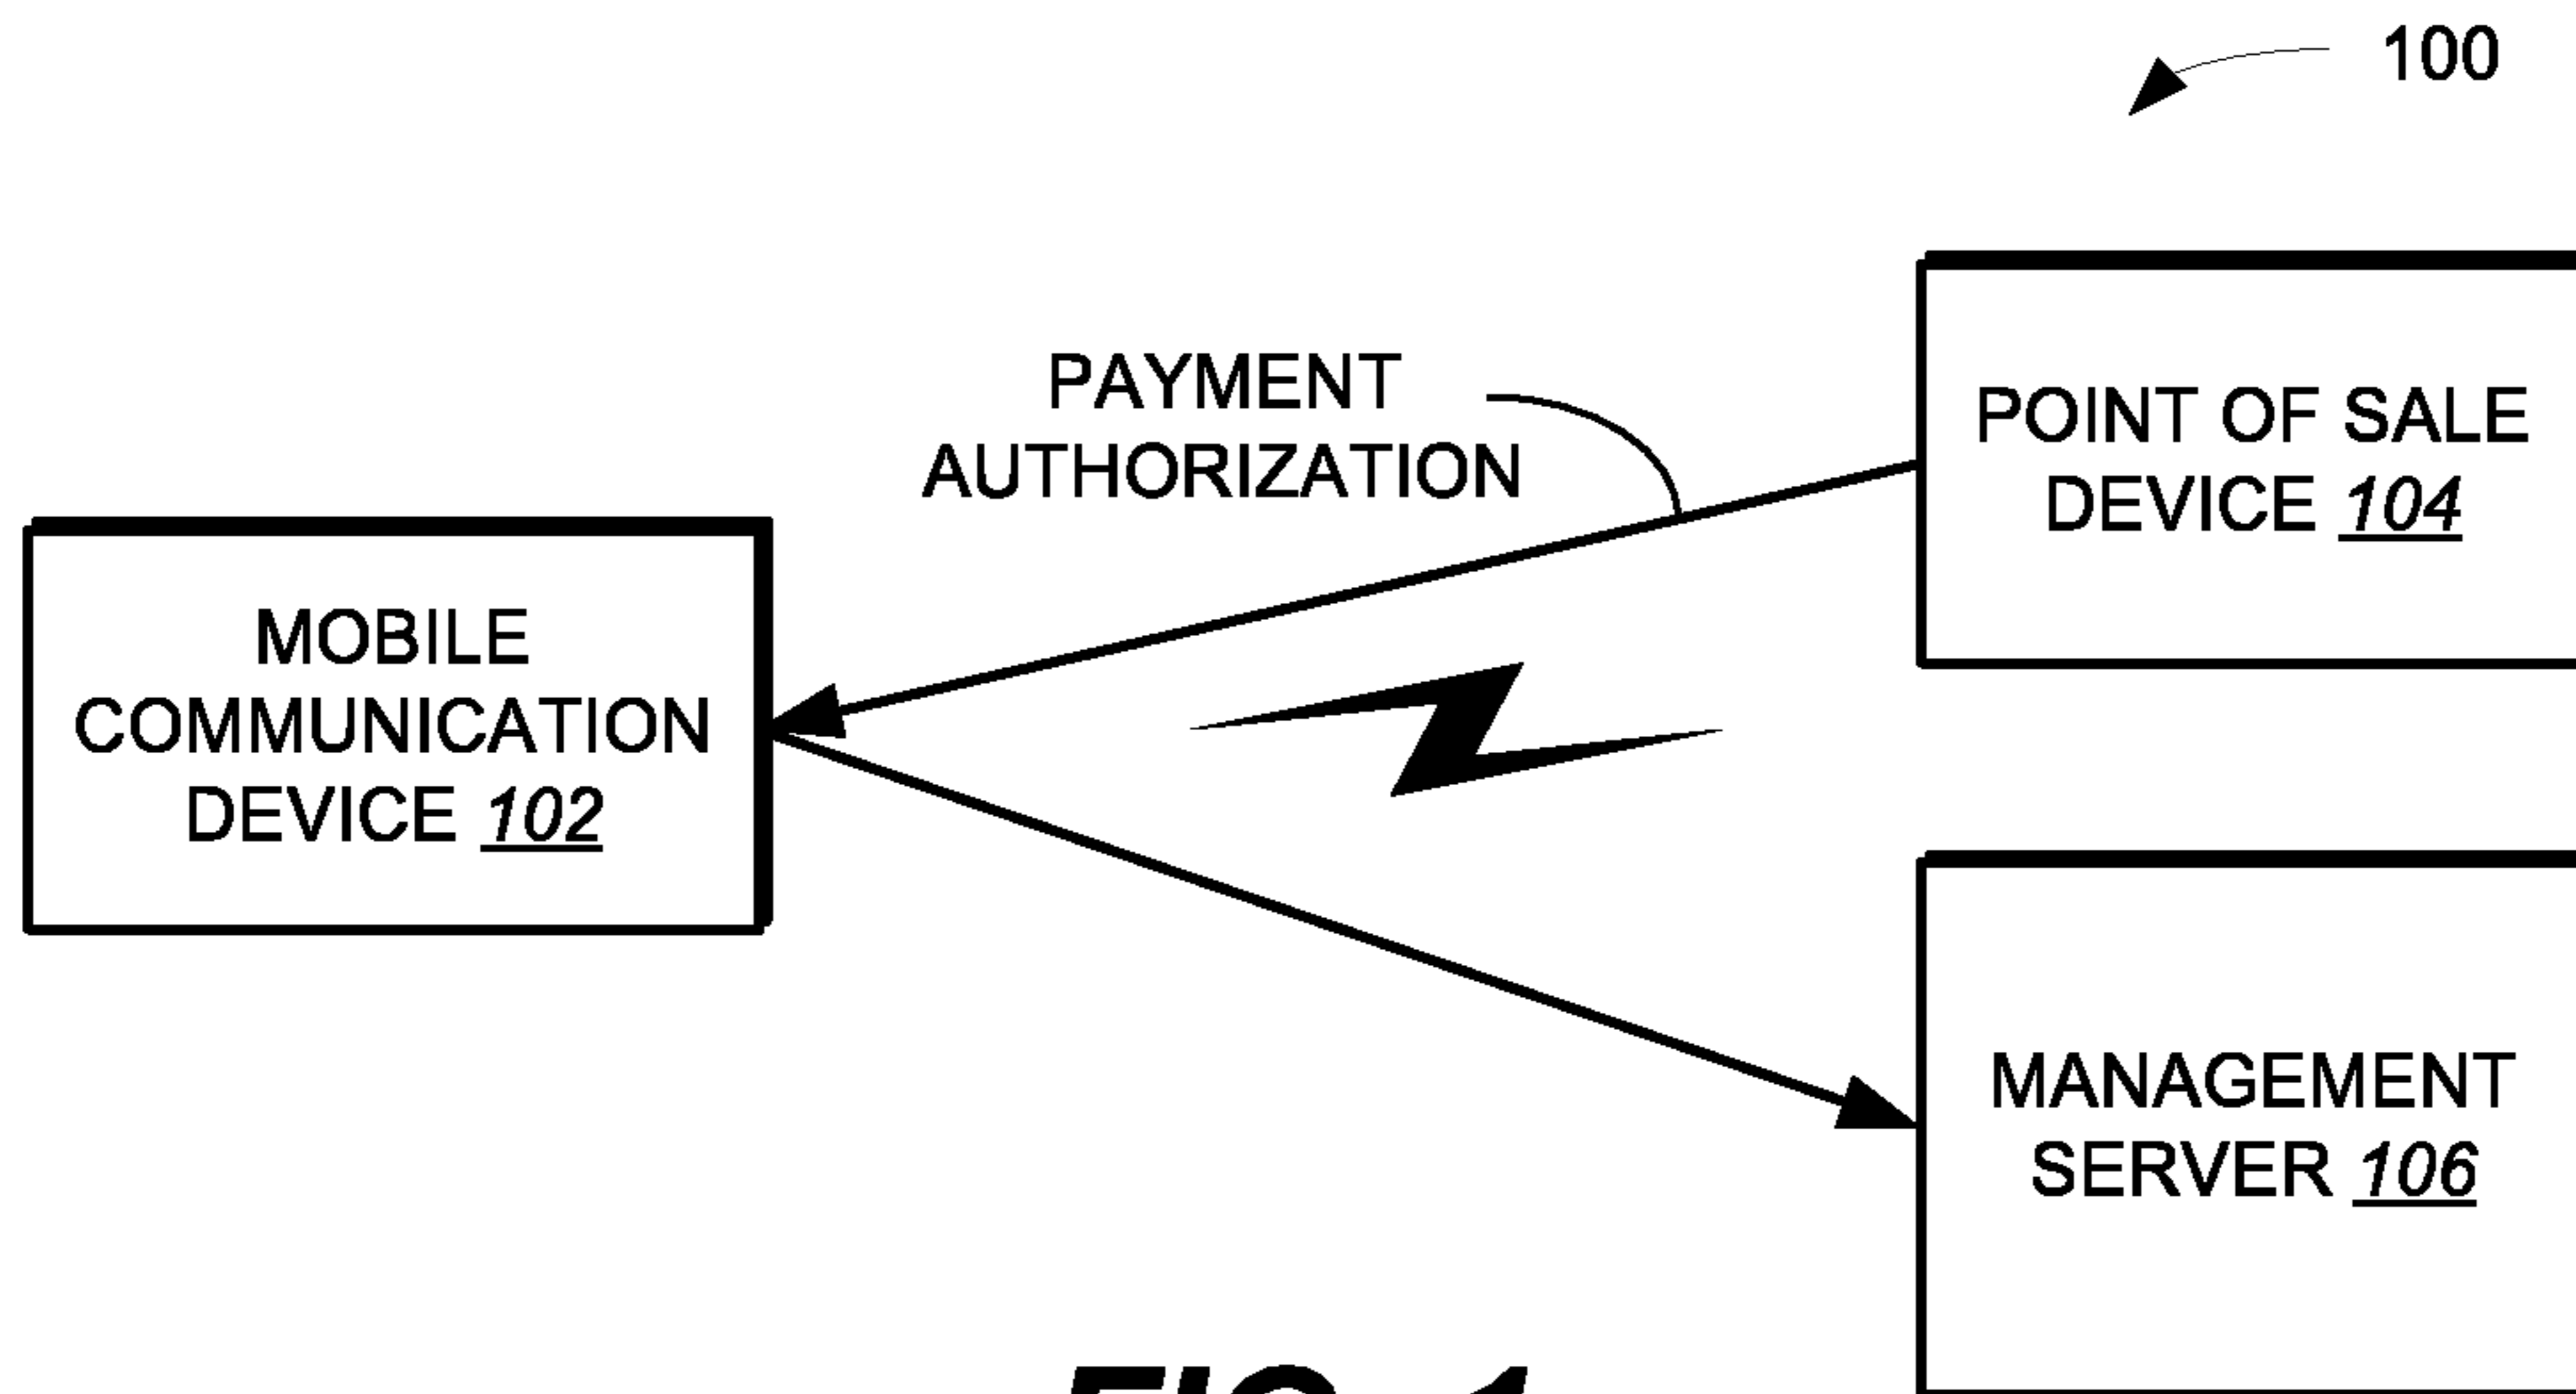 100
PAYMENT
AUTHORIZATION
POINT OF SALE
DEVICE 104
MOBILE
COMMUNICATION
DEVICE 102
MANAGEMENT
SERVER 106